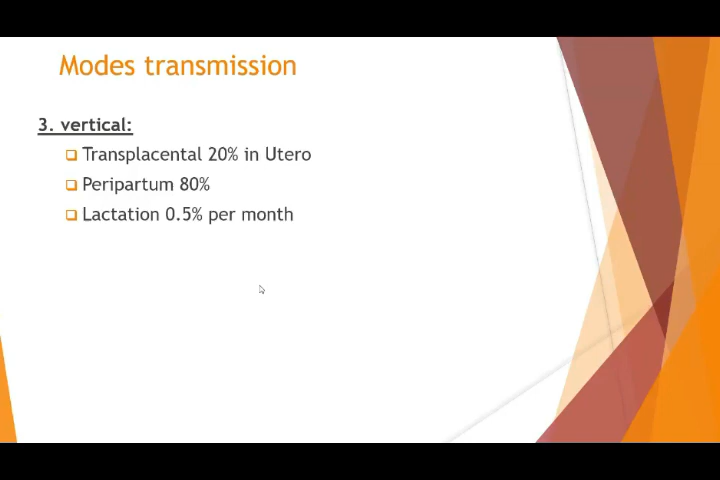 Modes transmission
3. vertical:
Transplacental 20% in Utero
Peripartum 80%
Lactation 0.5% per month